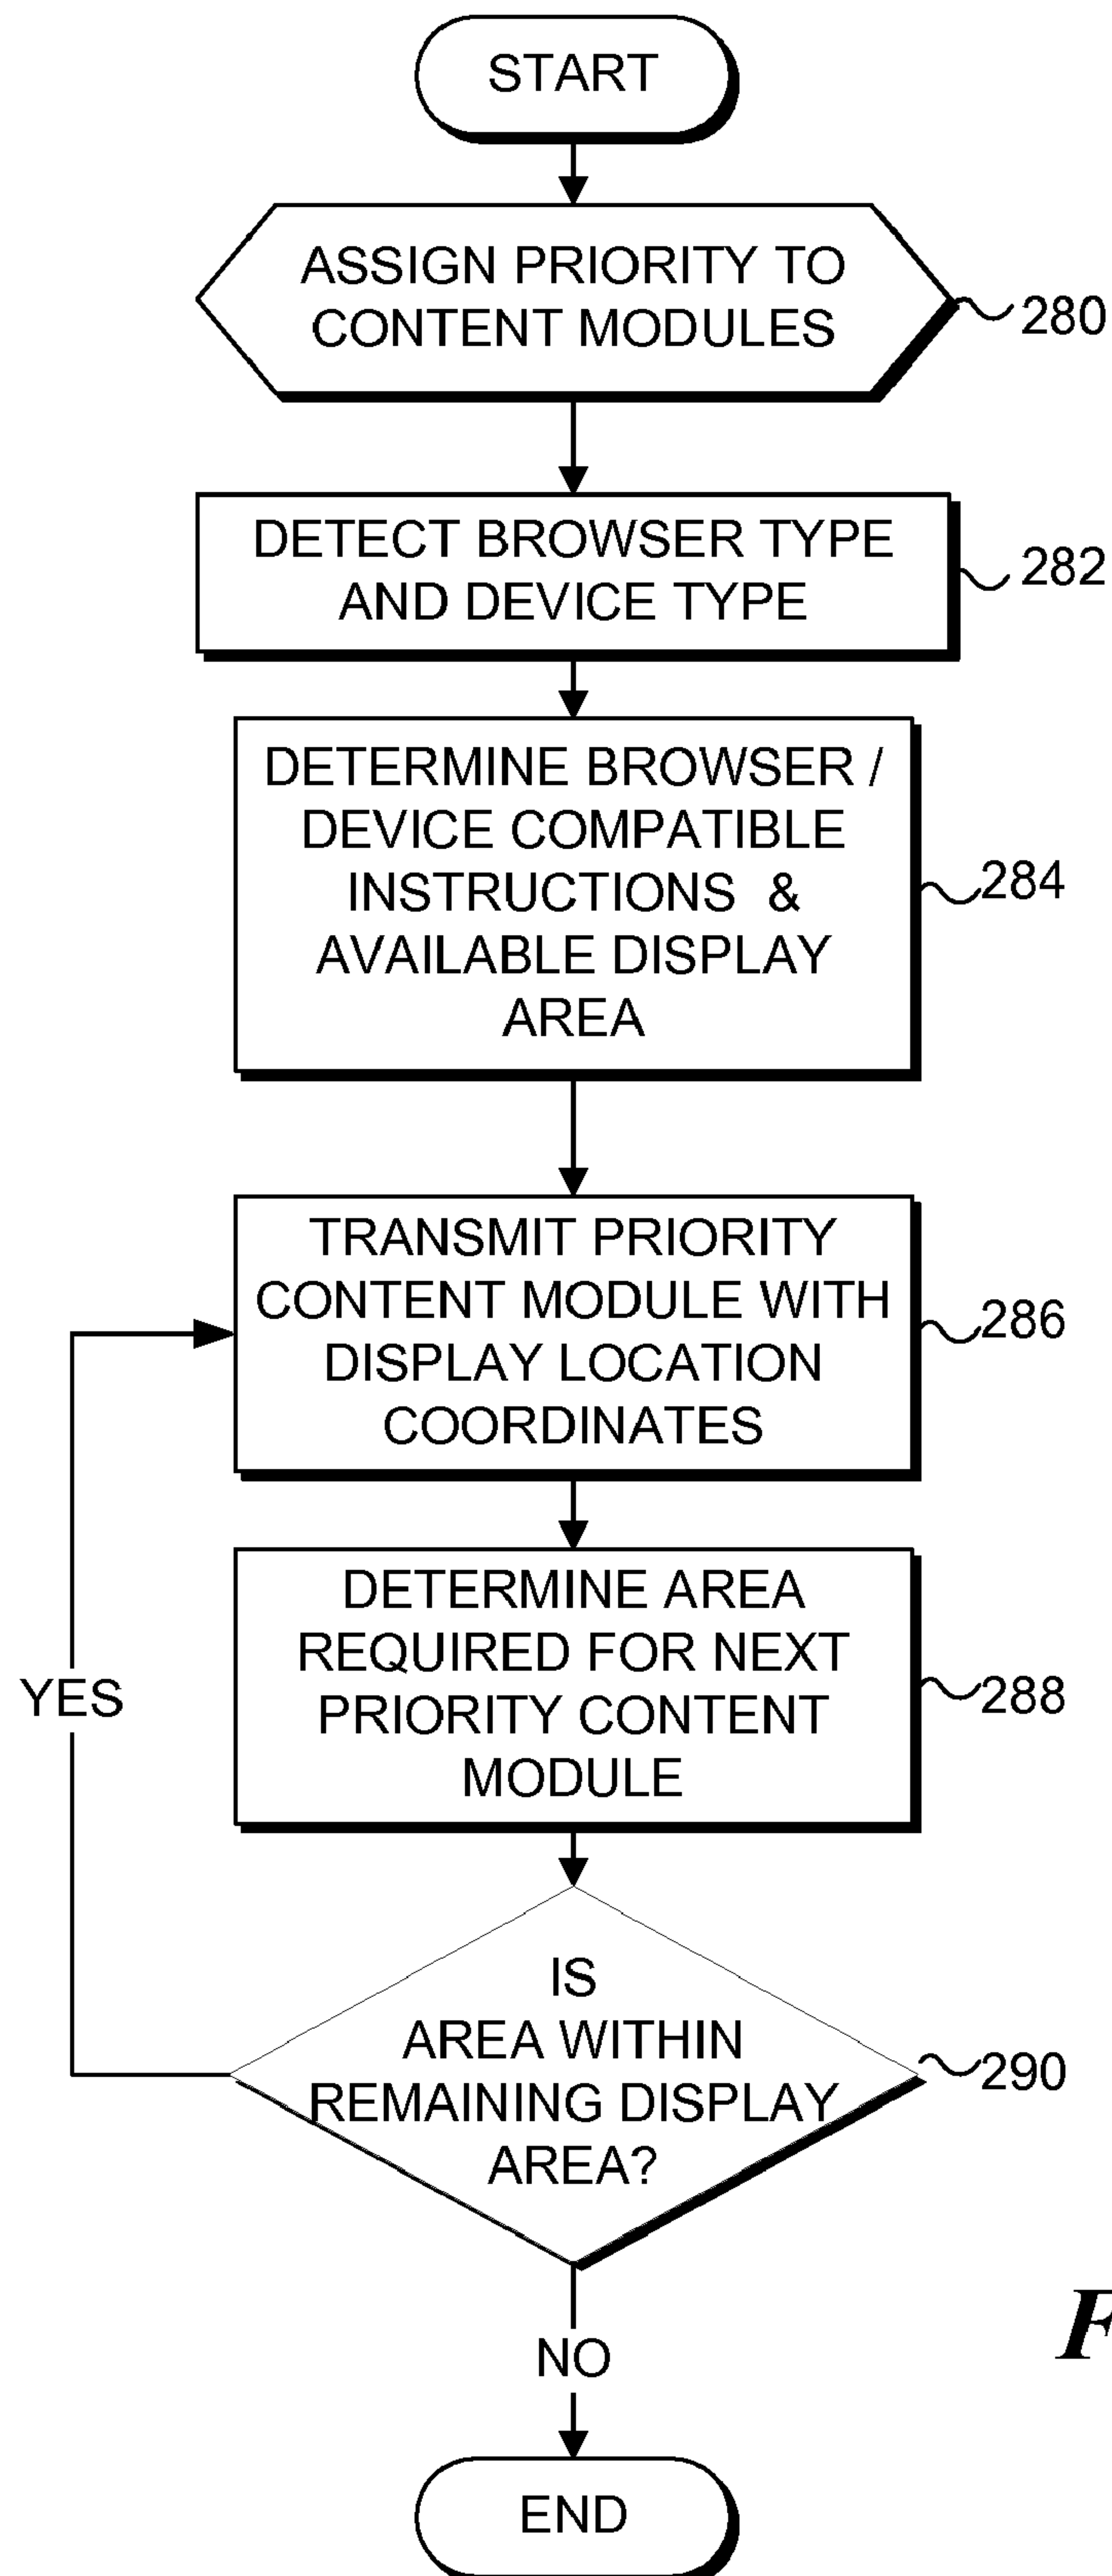 START
ASSIGN PRIORITY TO
CONTENT MODULES
280
DETECT BROWSER TYPE
AND DEVICE TYPE
282
DETERMINE BROWSER /
DEVICE COMPATIBLE
INSTRUCTIONS &
AVAILABLE DISPLAY
AREA
284
TRANSMIT PRIORITY
CONTENT MODULE WITH
DISPLAY LOCATION
COORDINATES
286
DETERMINE AREA
REQUIRED FOR NEXT
PRIORITY CONTENT
MODULE
288
YES
IS
AREA WITHIN
REMAINING DISPLAY
AREA?
290
NO
END